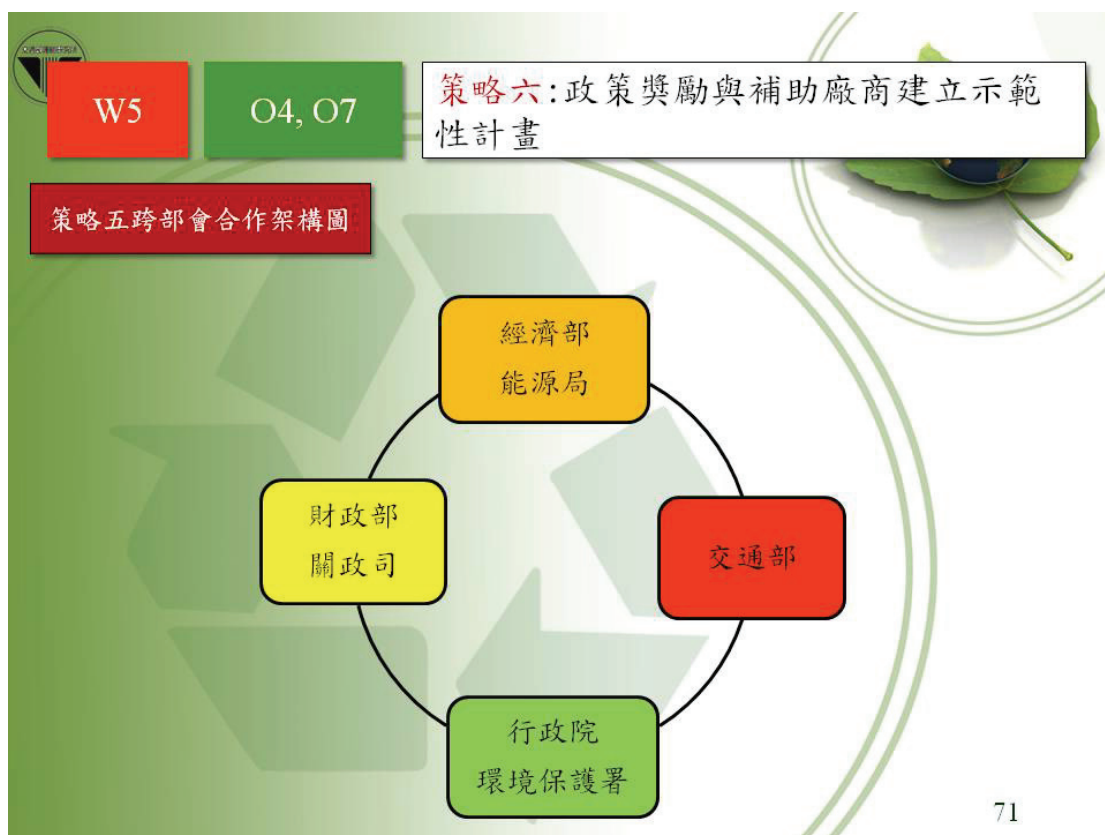 W5
O4, O7
策略六:政策獎勵與補助廠商建立示範
性計畫
策略五跨部會合作架構圖
經濟部
能源局
財政部
關政司
交通部
行政院
環境保護署
71